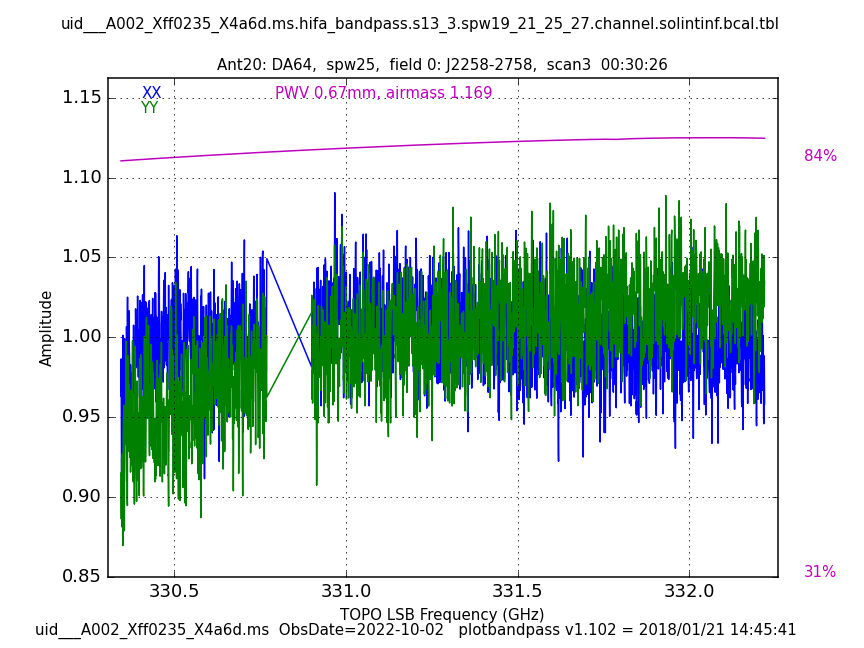 uid___A002_Xff0235_X4a6d.ms.hifa_bandpass.s13_3.spw19_21_25_27.channel.solintinf.bcal.tbl
Ant20: DA64,  spw25,  field 0: J2258-2758,  scan3  00:30:26
XX
YY
PWV 0.67mm, airmass 1.169
1.15
1.10
1.05
1.00
0.95
0.90
0.85
Amplitude
84%
31%
330.5
331.0
331.5
332.0
TOPO LSB Frequency (GHz)
uid___A002_Xff0235_X4a6d.ms  ObsDate=2022-10-02   plotbandpass v1.102 = 2018/01/21 14:45:41